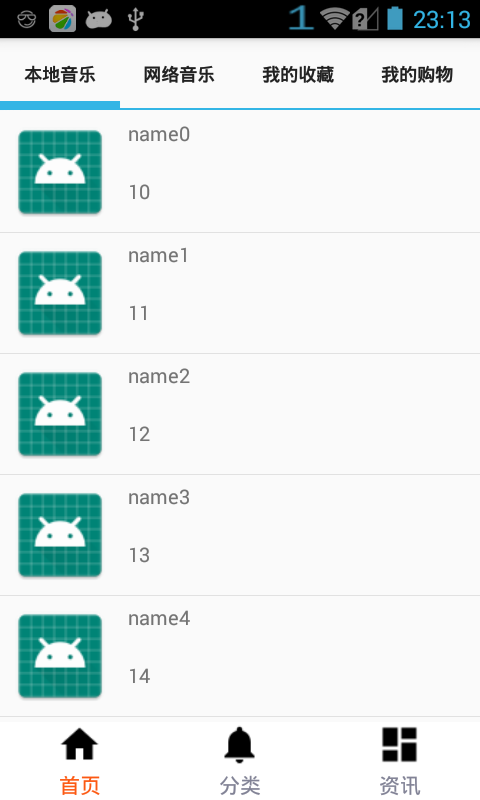 1 23:13
本地音乐 网络音乐 我的收藏 我的购物
name0
10
name1
11
name2
12
name3
13
name4
14
首页 分类 资讯